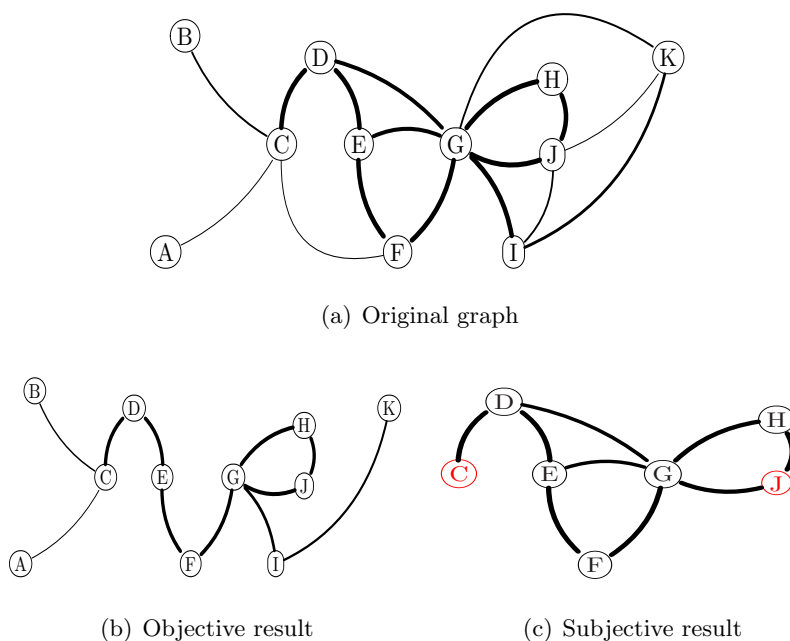 B
D
K
H
C
E
G
J
A
F
I
(a) Original graph
B
D
K
H
C
E
G
J
A
F
I
(b) Objective result
D
H
C
E
G
J
F
(c) Subjective result